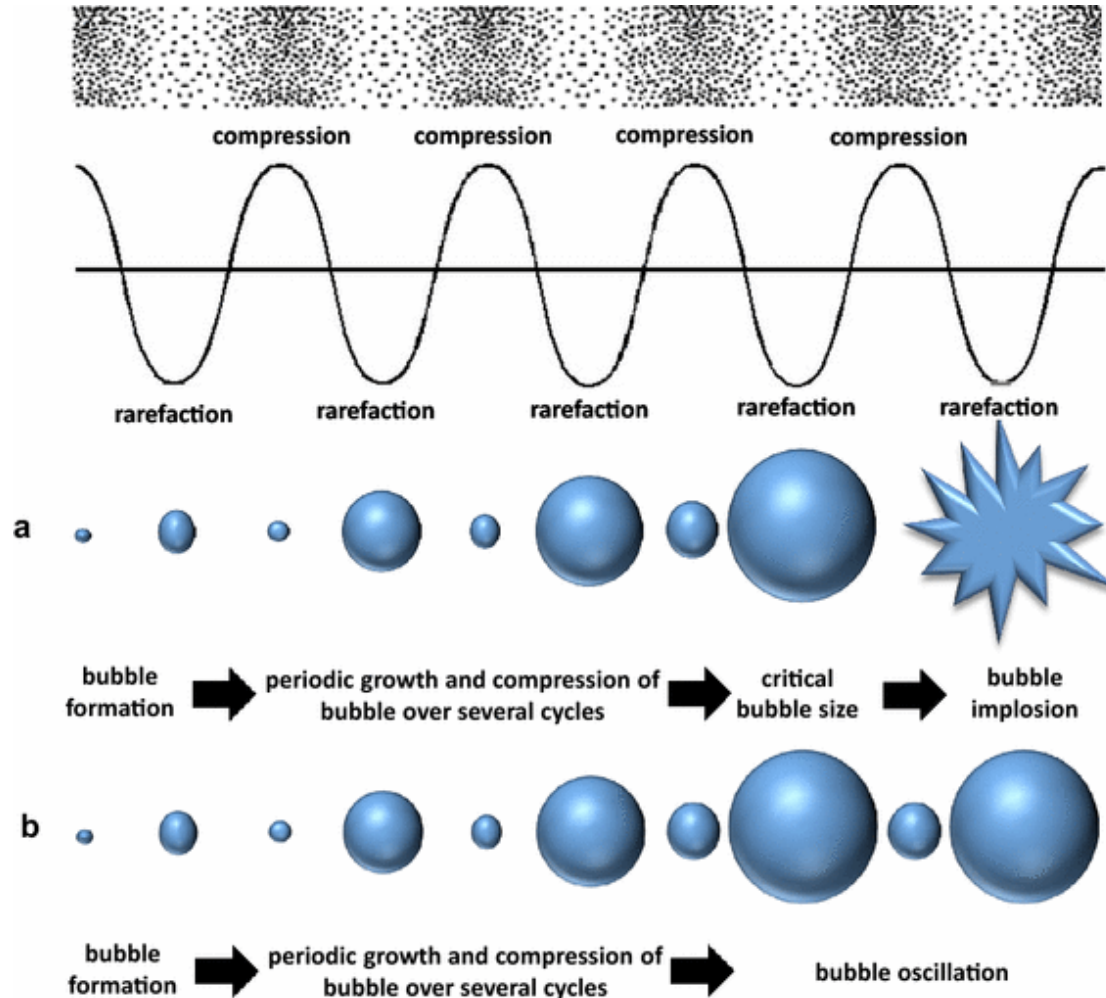 compression compression compression compression
rarefaction rarefaction rarefaction rarefaction rarefaction
a
bubble
formation
periodic growth and compression of
bubble over several cycles
critical
bubble size
bubble
implosion
b
bubble
formation
periodic growth and compression of
bubble over several cycles
bubble oscillation